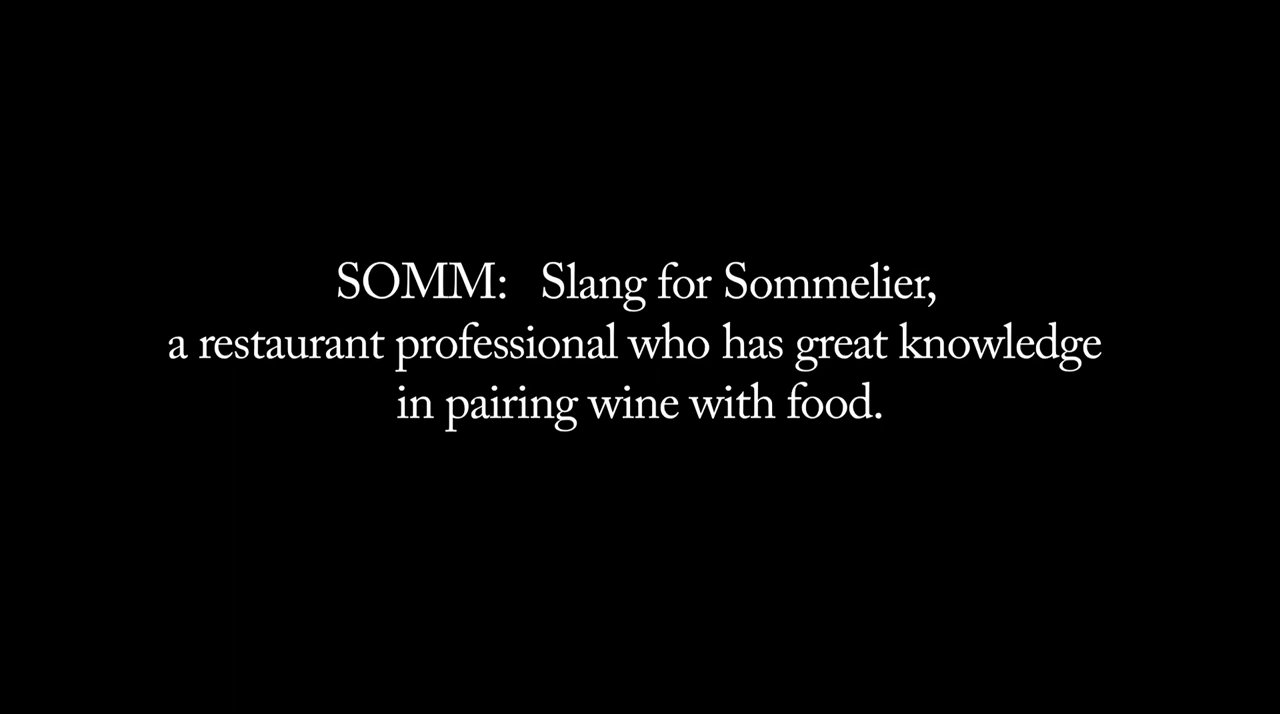 SOMM: Slang for Sommelier,
a restaurant professional who has great knowledge
in pairing wine with food.